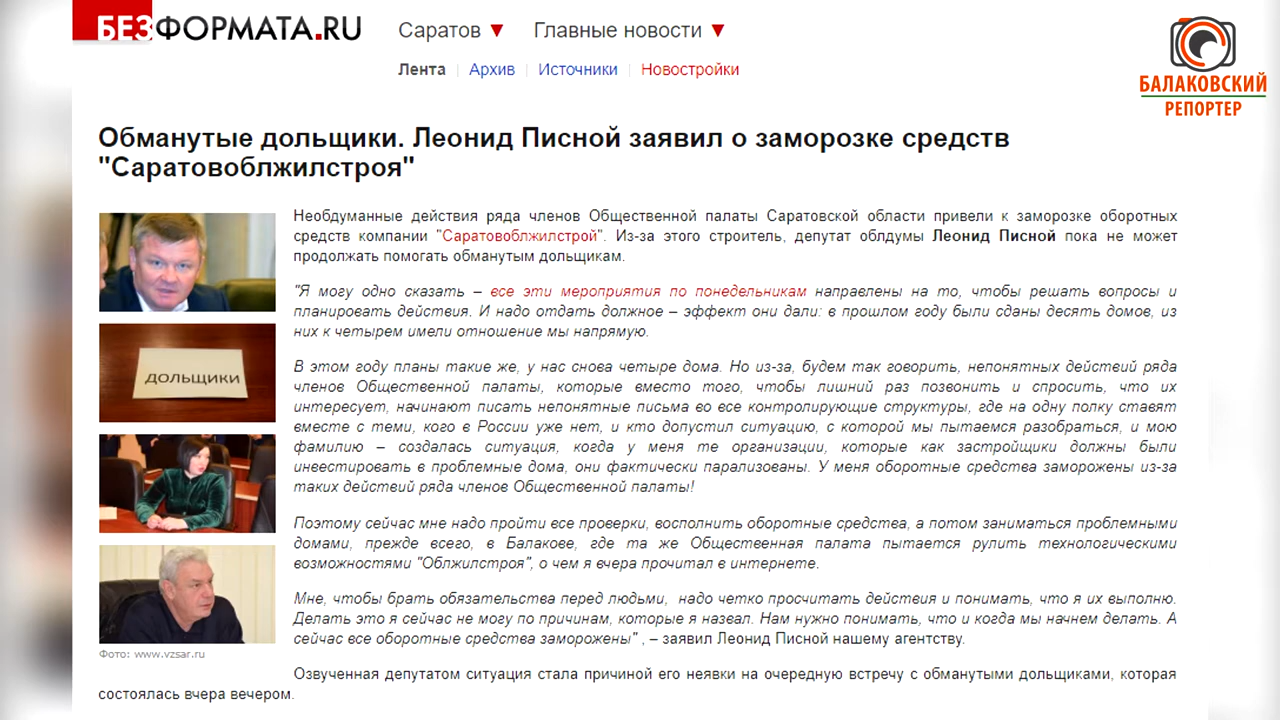 БЕЗФОРМАТА.RU
Саратов ▼ Главные новости ▼
Лента Архив Источники Новостройки
БАЛАКОВСКИЙ
РЕПОРТЕР
Обманутые дольщики. Леонид Писной заявил о заморозке средств
"Саратовоблжилстроя"
Необдуманные действия ряда членов Общественной палаты Саратовской области привели к заморозке оборотных
средств компании "Саратовоблжилстрой". Из-за этого строитель, депутат облдумы Леонид Писной пока не может
продолжать помогать обманутым дольщикам.
"Я могу одно сказать – все эти мероприятия по понедельникам направлены на то, чтобы решать вопросы и
планировать действия. И надо отдать должное – эффект они дали: в прошлом году были сданы десять домов, из
них к четырем имели отношение мы напрямую.
дольщики
В этом году планы такие же, у нас снова четыре дома. Но из-за, будем так говорить, непонятных действий ряда
членов Общественной палаты, которые вместо того, чтобы лишний раз позвонить и спросить, что их
интересует, начинают писать непонятные письма во все контролирующие структуры, где на одну полку ставят
вместе с теми, кого в России уже нет, и кто допустил ситуацию, с которой мы пытаемся разобраться, и мою
фамилию – создалась ситуация, когда у меня те организации, которые как застройщики должны были
инвестировать в проблемные дома, они фактически парализованы. У меня оборотные средства заморожены из-за
таких действий ряда членов Общественной палаты!
Поэтому сейчас мне надо пройти все проверки, восполнить оборотные средства, а потом заниматься проблемными
домами, прежде всего, в Балакове, где та же Общественная палата пытается рулить технологическими
возможностями "Облжилстроя", о чем я вчера прочитал в интернете.
Мне, чтобы брать обязательства перед людьми, надо четко просчитать действия и понимать, что я их выполню.
Делать это я сейчас не могу по причинам, которые я назвал. Нам нужно понимать, что и когда мы начнем делать. А
сейчас все оборотные средства заморожены" , – заявил Леонид Писной нашему агентству.
Фото: www.vzsar.ru
Озвученная депутатом ситуация стала причиной его неявки на очередную встречу с обманутыми дольщиками, которая
состоялась вчера вечером.